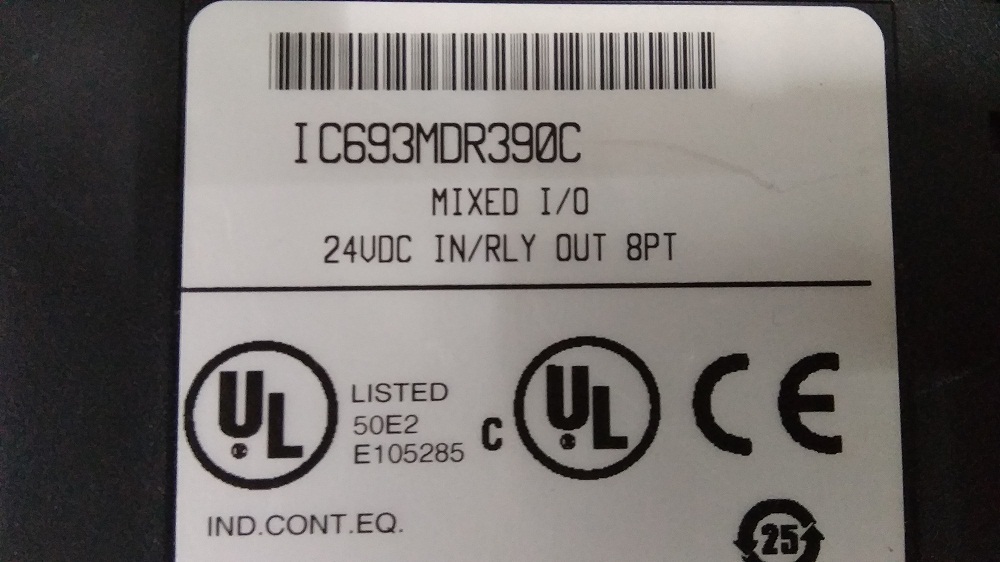 IC693MDR390C
MIXED I/O
24VDC IN/RLY OUT 8PT
UL
LISTED
50E2
E105285
C UL
CE
IND.CONT.EQ.
25